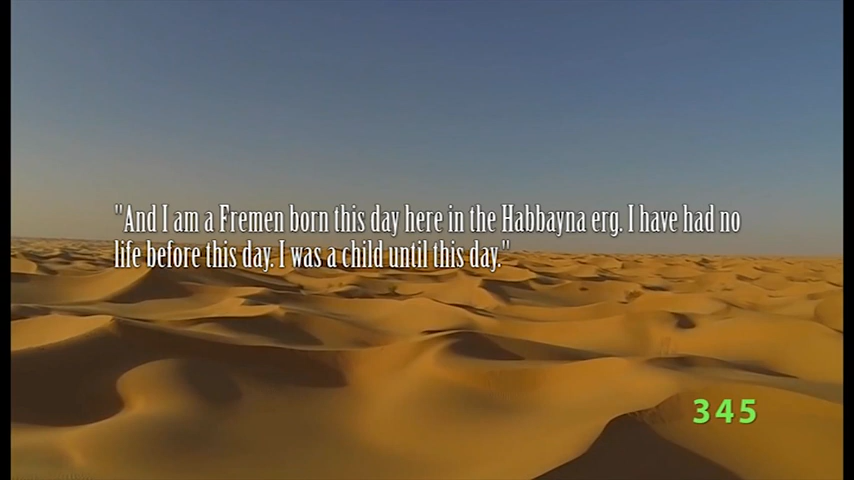 "And I am a Fremen born this day here in the Habbayna erg. I have had no
life before this day. I was a child until this day."
345